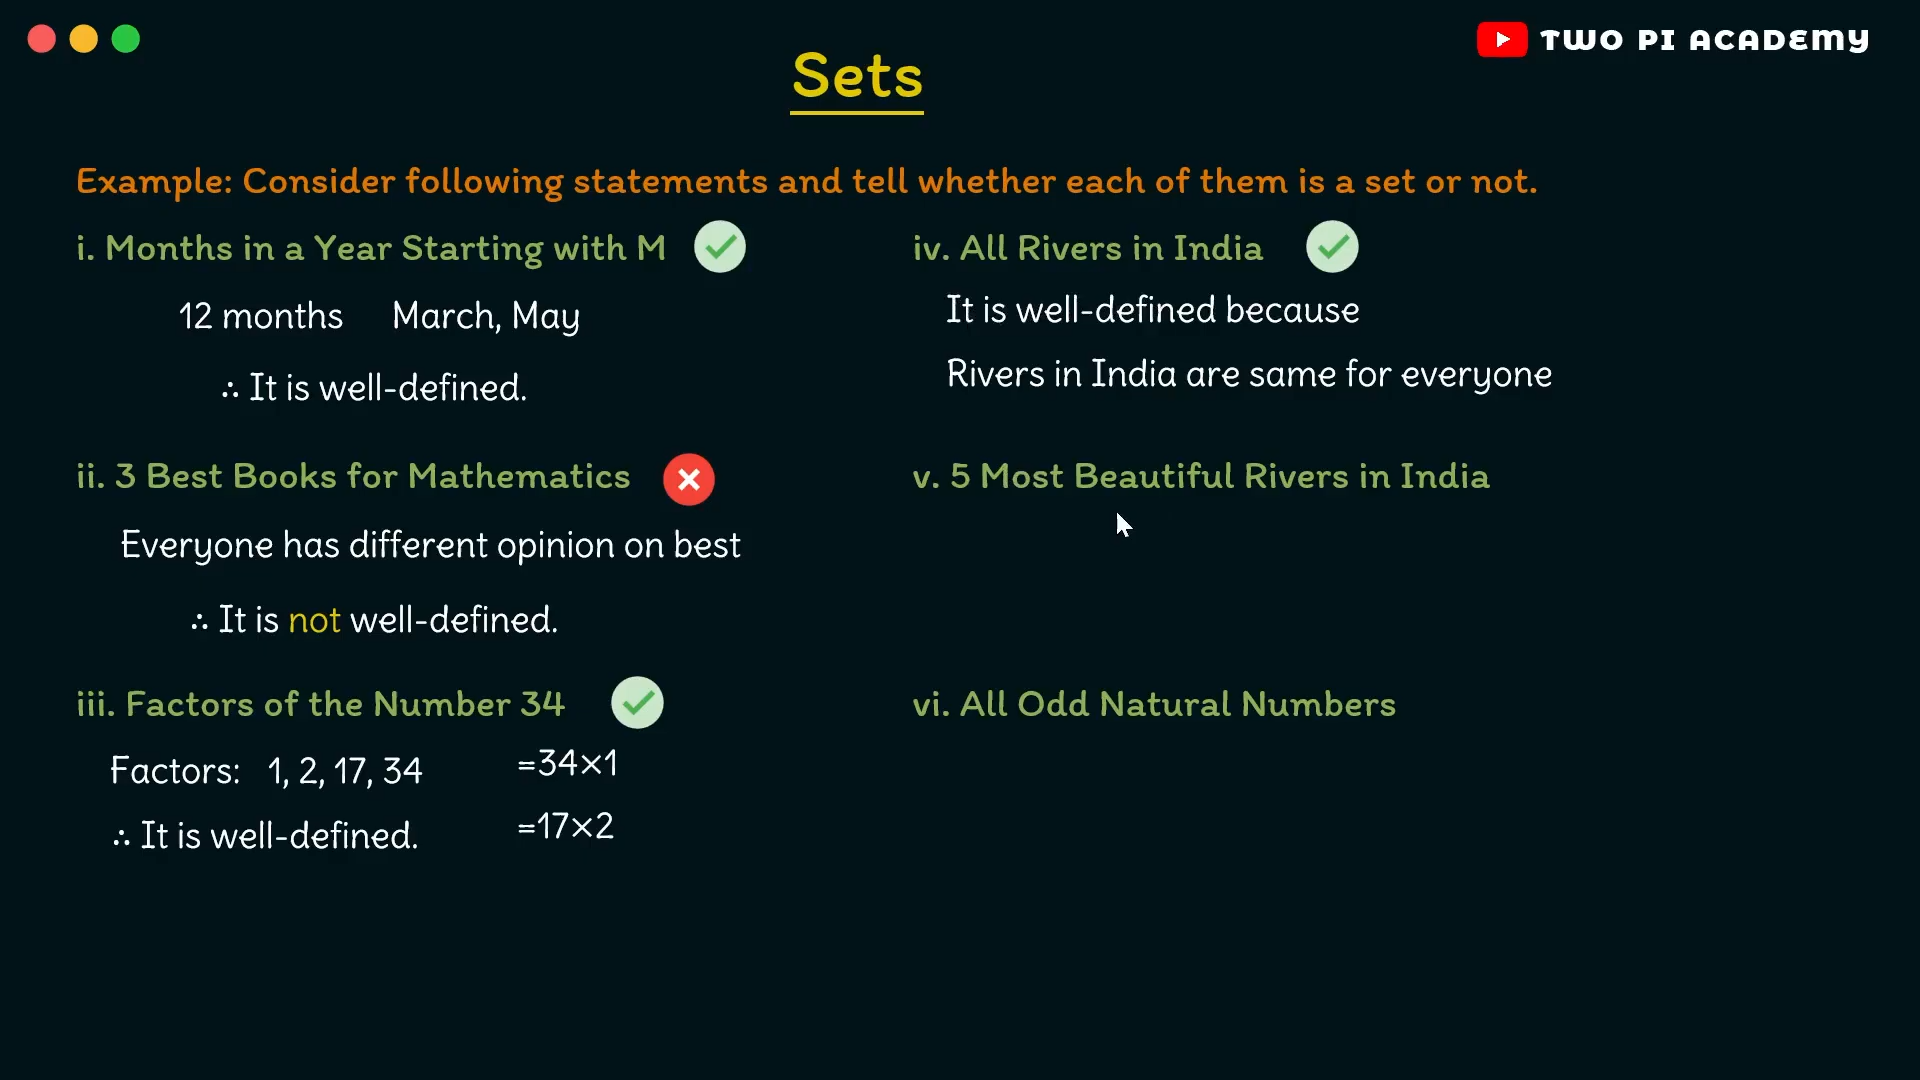 TWO PI ACADEMY
Sets
Example: Consider following statements and tell whether each of them is a set or not.
i. Months in a Year Starting with M
12 months March, May
∴ It is well-defined.
ii. 3 Best Books for Mathematics
Everyone has different opinion on best
∴ It is not well-defined.
iii. Factors of the Number 34
Factors: 1, 2, 17, 34 =34×1
∴ It is well-defined. =17×2
iv. All Rivers in India
It is well-defined because
Rivers in India are same for everyone
v. 5 Most Beautiful Rivers in India
vi. All Odd Natural Numbers